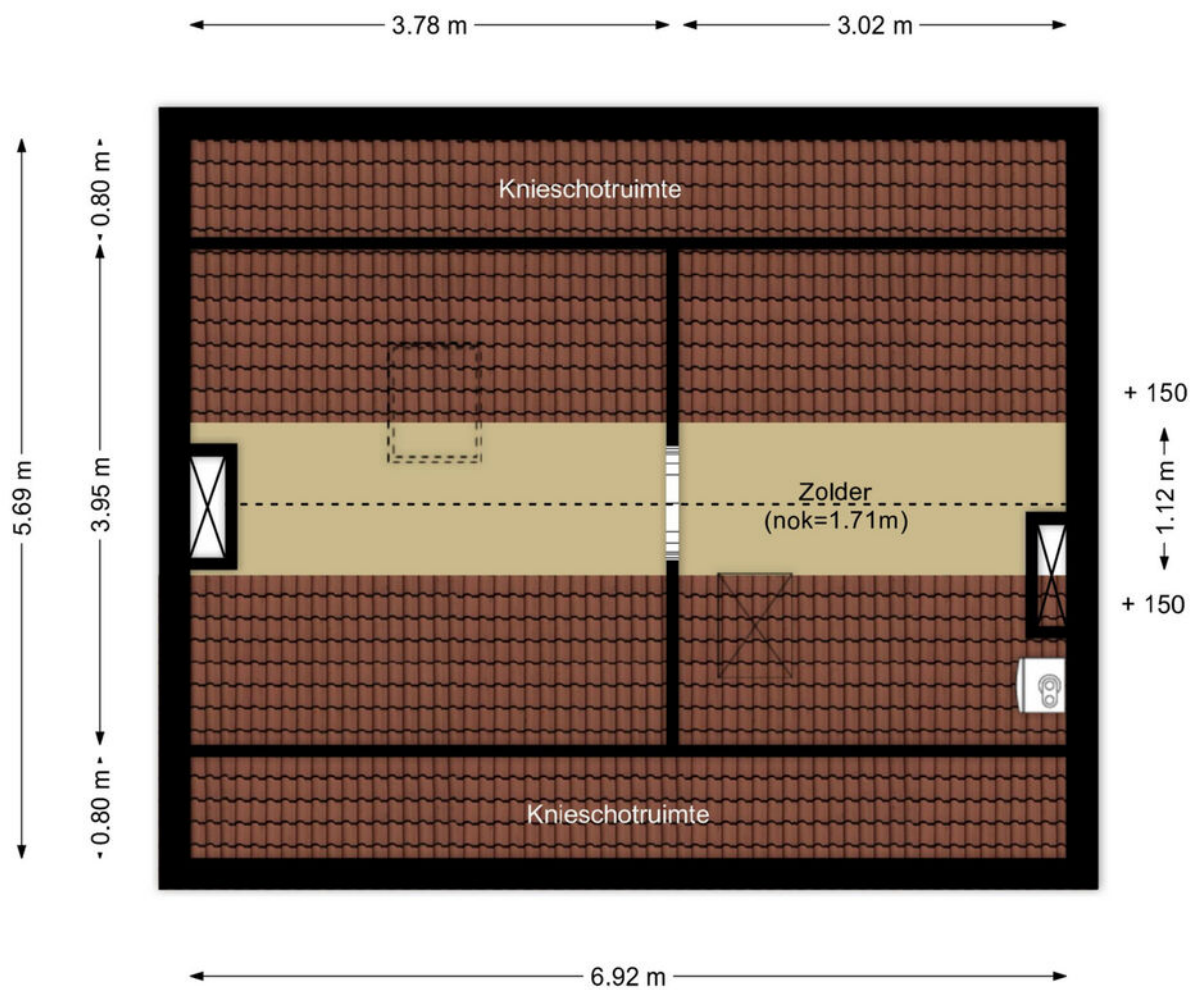 3.78 m
3.02 m
0.80 m
Knieschotruimte
+ 150
5.69 m
3.95 m
Zolder
(nok=1.71m)
1.12 m
+ 150
0.80 m
Knieschotruimte
6.92 m